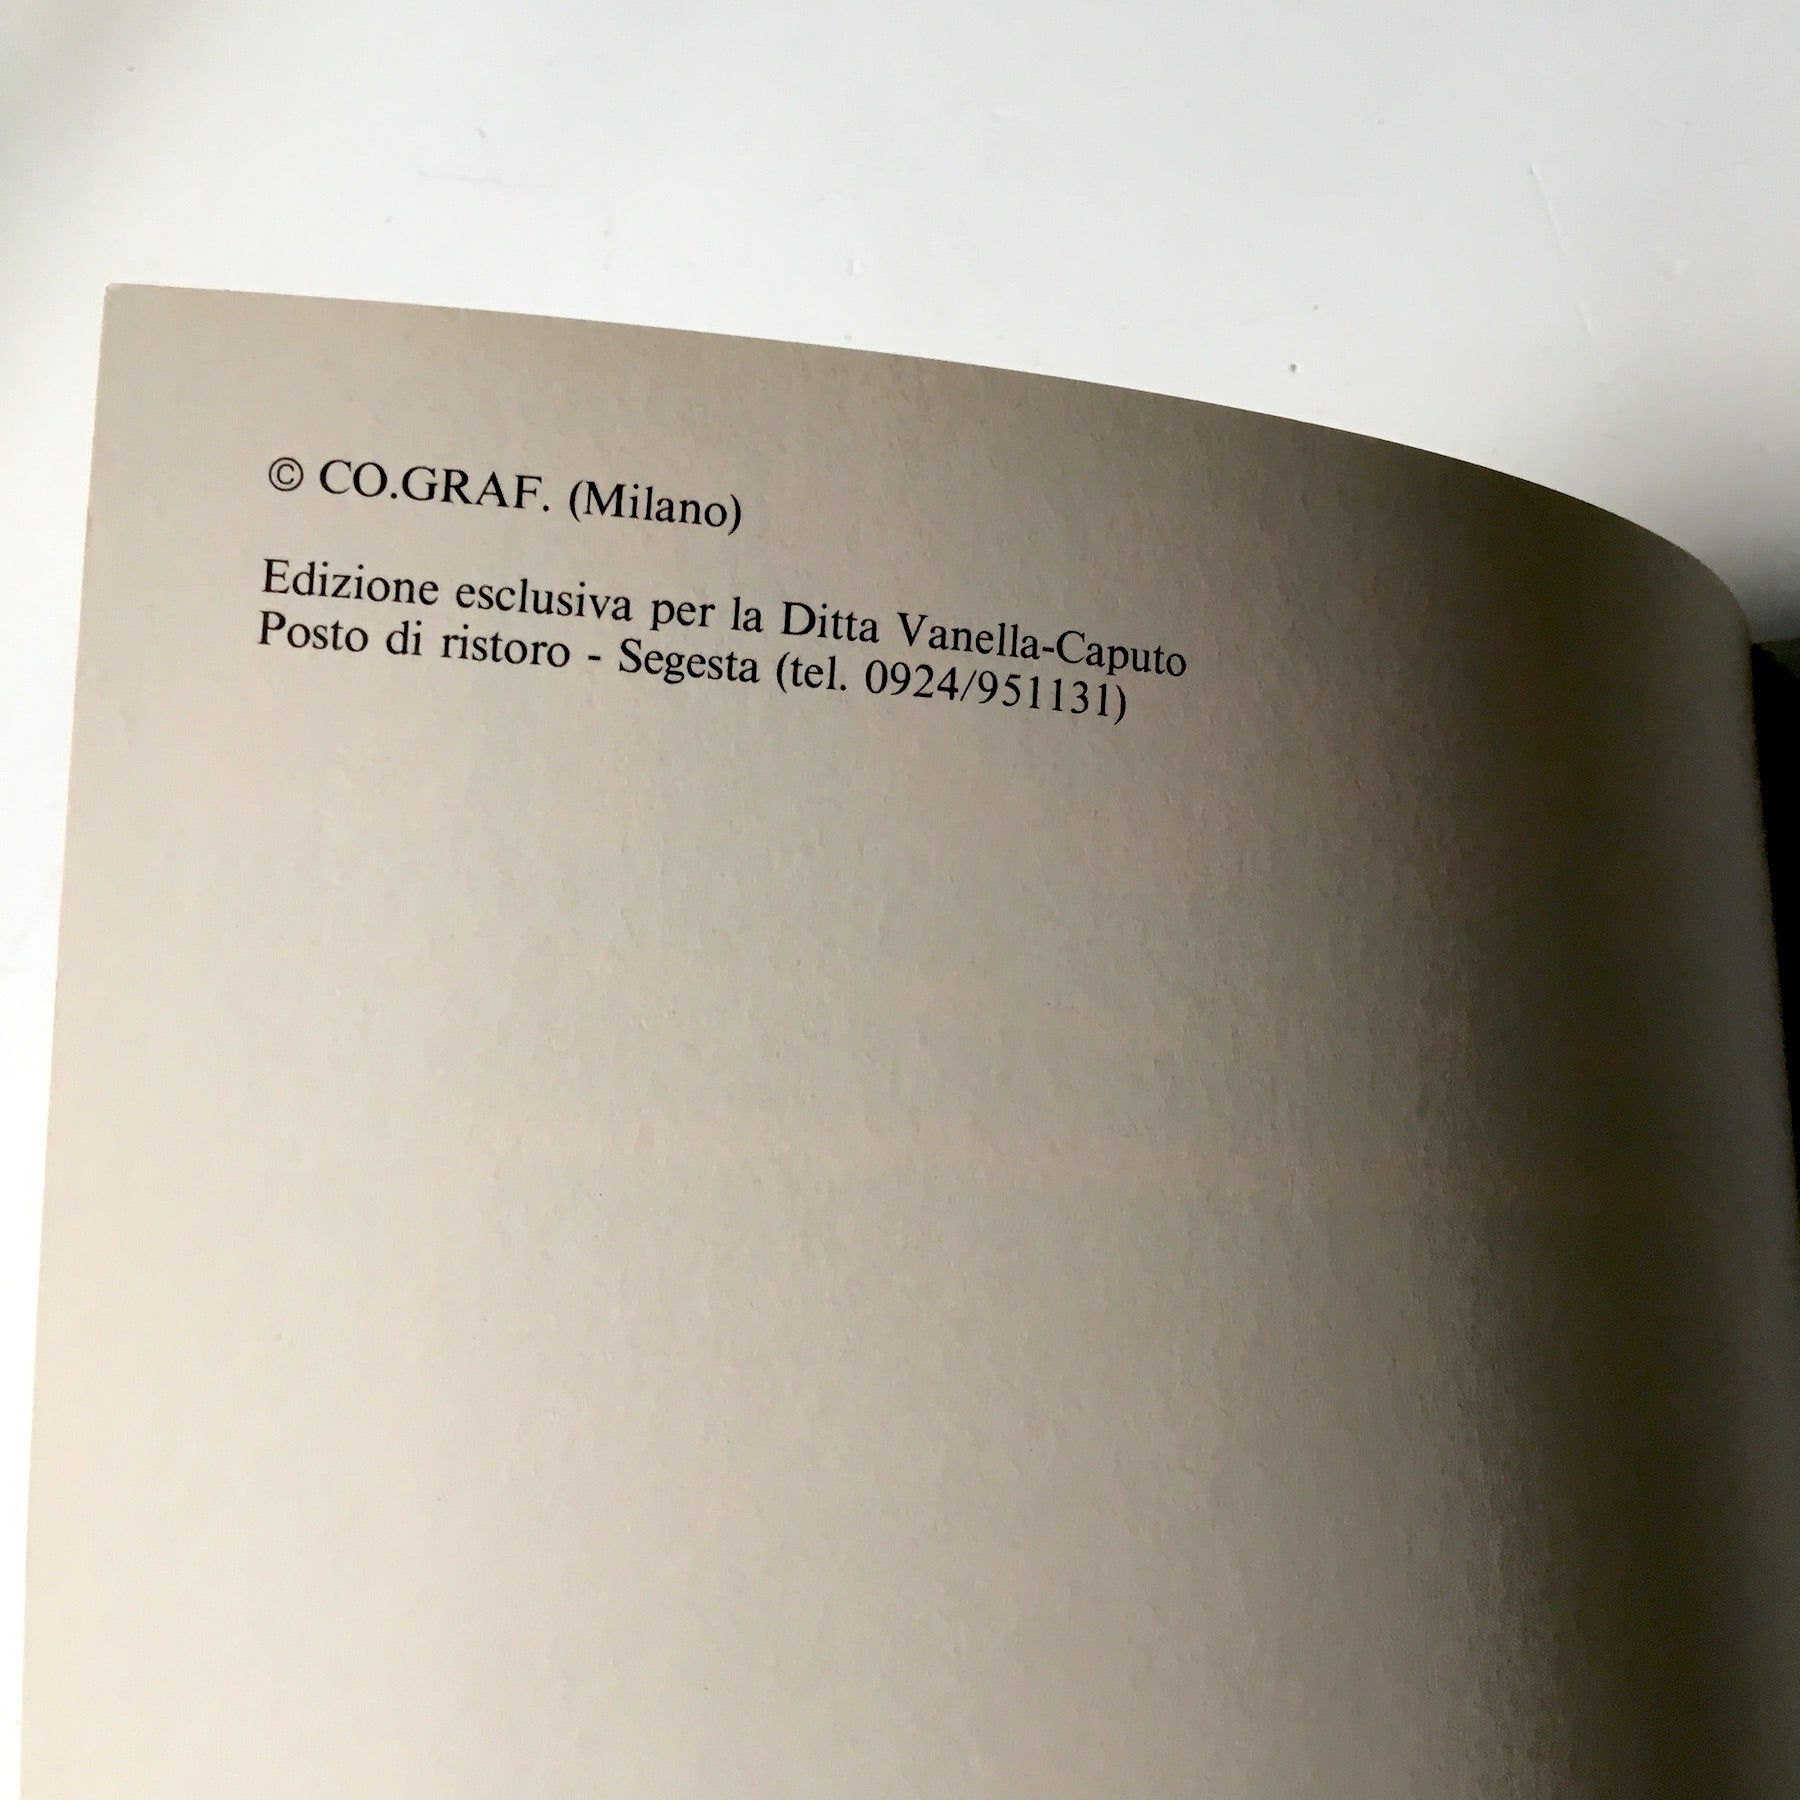 © CO.GRAF. (Milano)
Edizione esclusiva per la Ditta Vanella-Caputo
Posto di ristoro - Segesta (tel. 0924/951131)